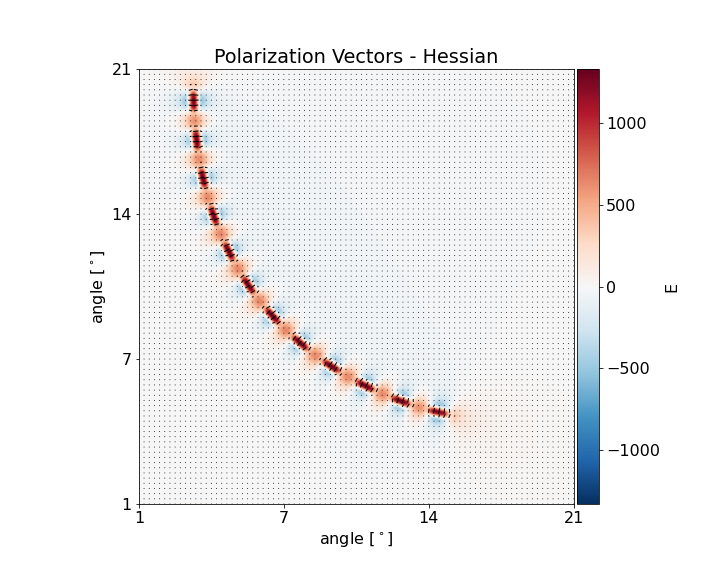 Polarization Vectors - Hessian
21
14
7
1
angle [°]
1 7 14 21
angle [°]
1000
500
0
−500
−1000
E